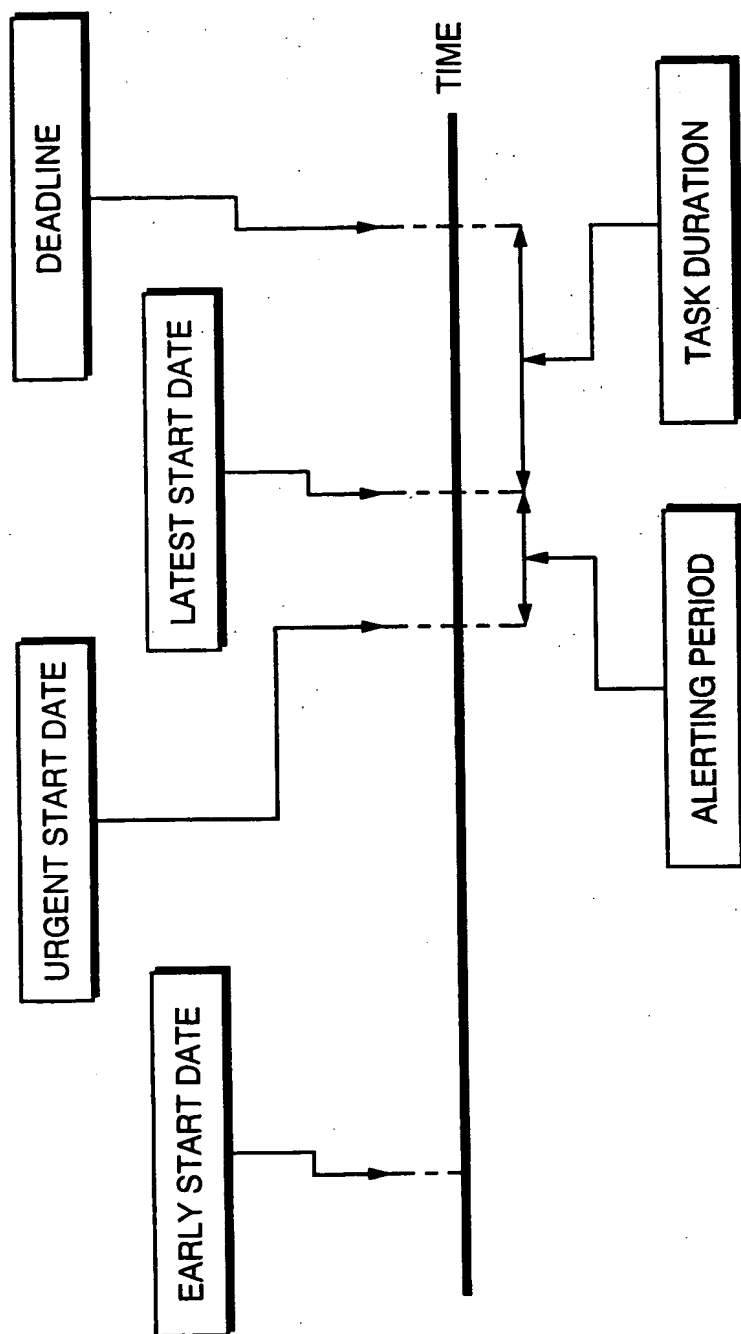 EARLY START DATE
URGENT START DATE
LATEST START DATE
DEADLINE
TIME
ALERTING PERIOD
TASK DURATION